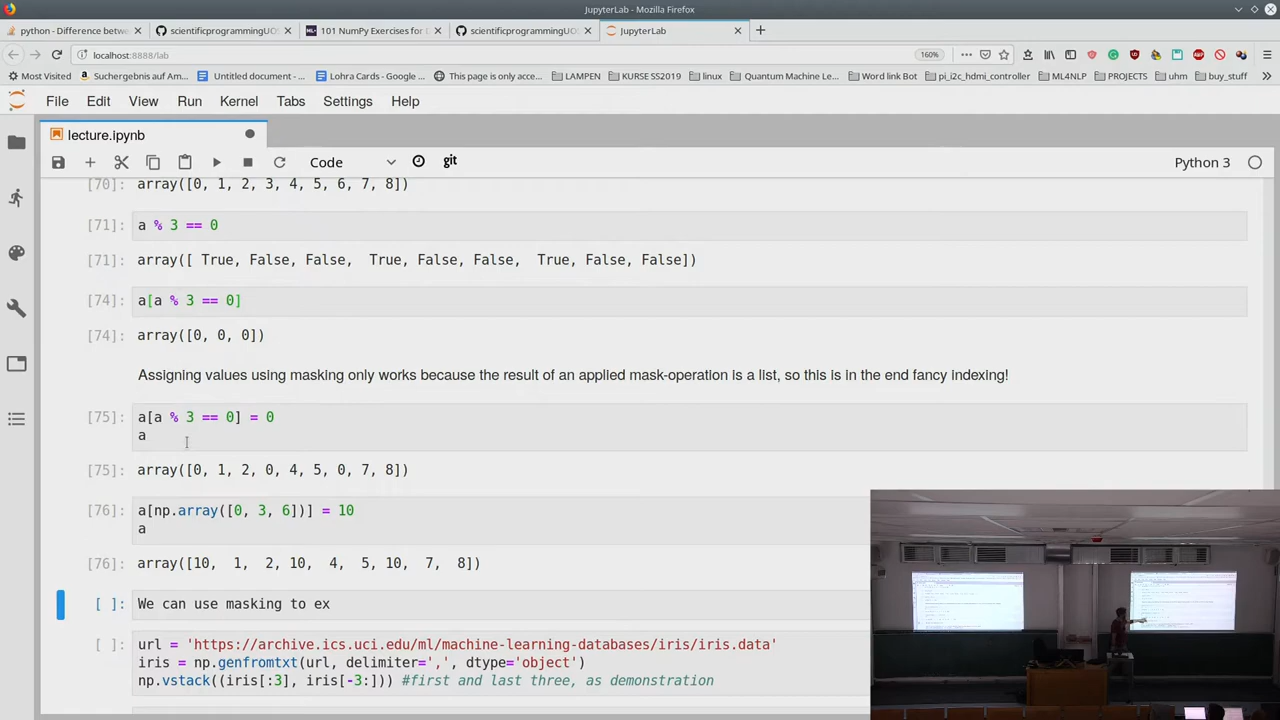 JupyterLab — Mozilla Firefox
python - Difference betwe
scientificprogrammingUO
101 NumPy Exercises for
scientificprogrammingUO
JupyterLab
localhost:8888/lab
160%
Most Visited
Suchergebnis auf Am…
Untitled document -…
Lohra Cards - Google …
This page is only acce…
LAMPEN
KURSE SS2019
linux
Quantum Machine Le…
Word link Bot
pi_i2c_hdmi_controller
ML4NLP
PROJECTS
uhm
buy_stuff
File Edit View Run Kernel Tabs Settings Help
lecture.ipynb
Code
git
Python 3
[70]: array([0, 1, 2, 3, 4, 5, 6, 7, 8])
[71]: a % 3 == 0
[71]: array([ True, False, False,  True, False, False,  True, False, False])
[74]: a[a % 3 == 0]
[74]: array([0, 0, 0])
Assigning values using masking only works because the result of an applied mask-operation is a list, so this is in the end fancy indexing!
[75]: a[a % 3 == 0] = 0
a
[75]: array([0, 1, 2, 0, 4, 5, 0, 7, 8])
[76]: a[np.array([0, 3, 6])] = 10
a
[76]: array([10,  1,  2, 10,  4,  5, 10,  7,  8])
[ ]: We can use masking to ex
[ ]: url = 'https://archive.ics.uci.edu/ml/machine-learning-databases/iris/iris.data'
iris = np.genfromtxt(url, delimiter=',', dtype='object')
np.vstack((iris[:3], iris[-3:])) #first and last three, as demonstration